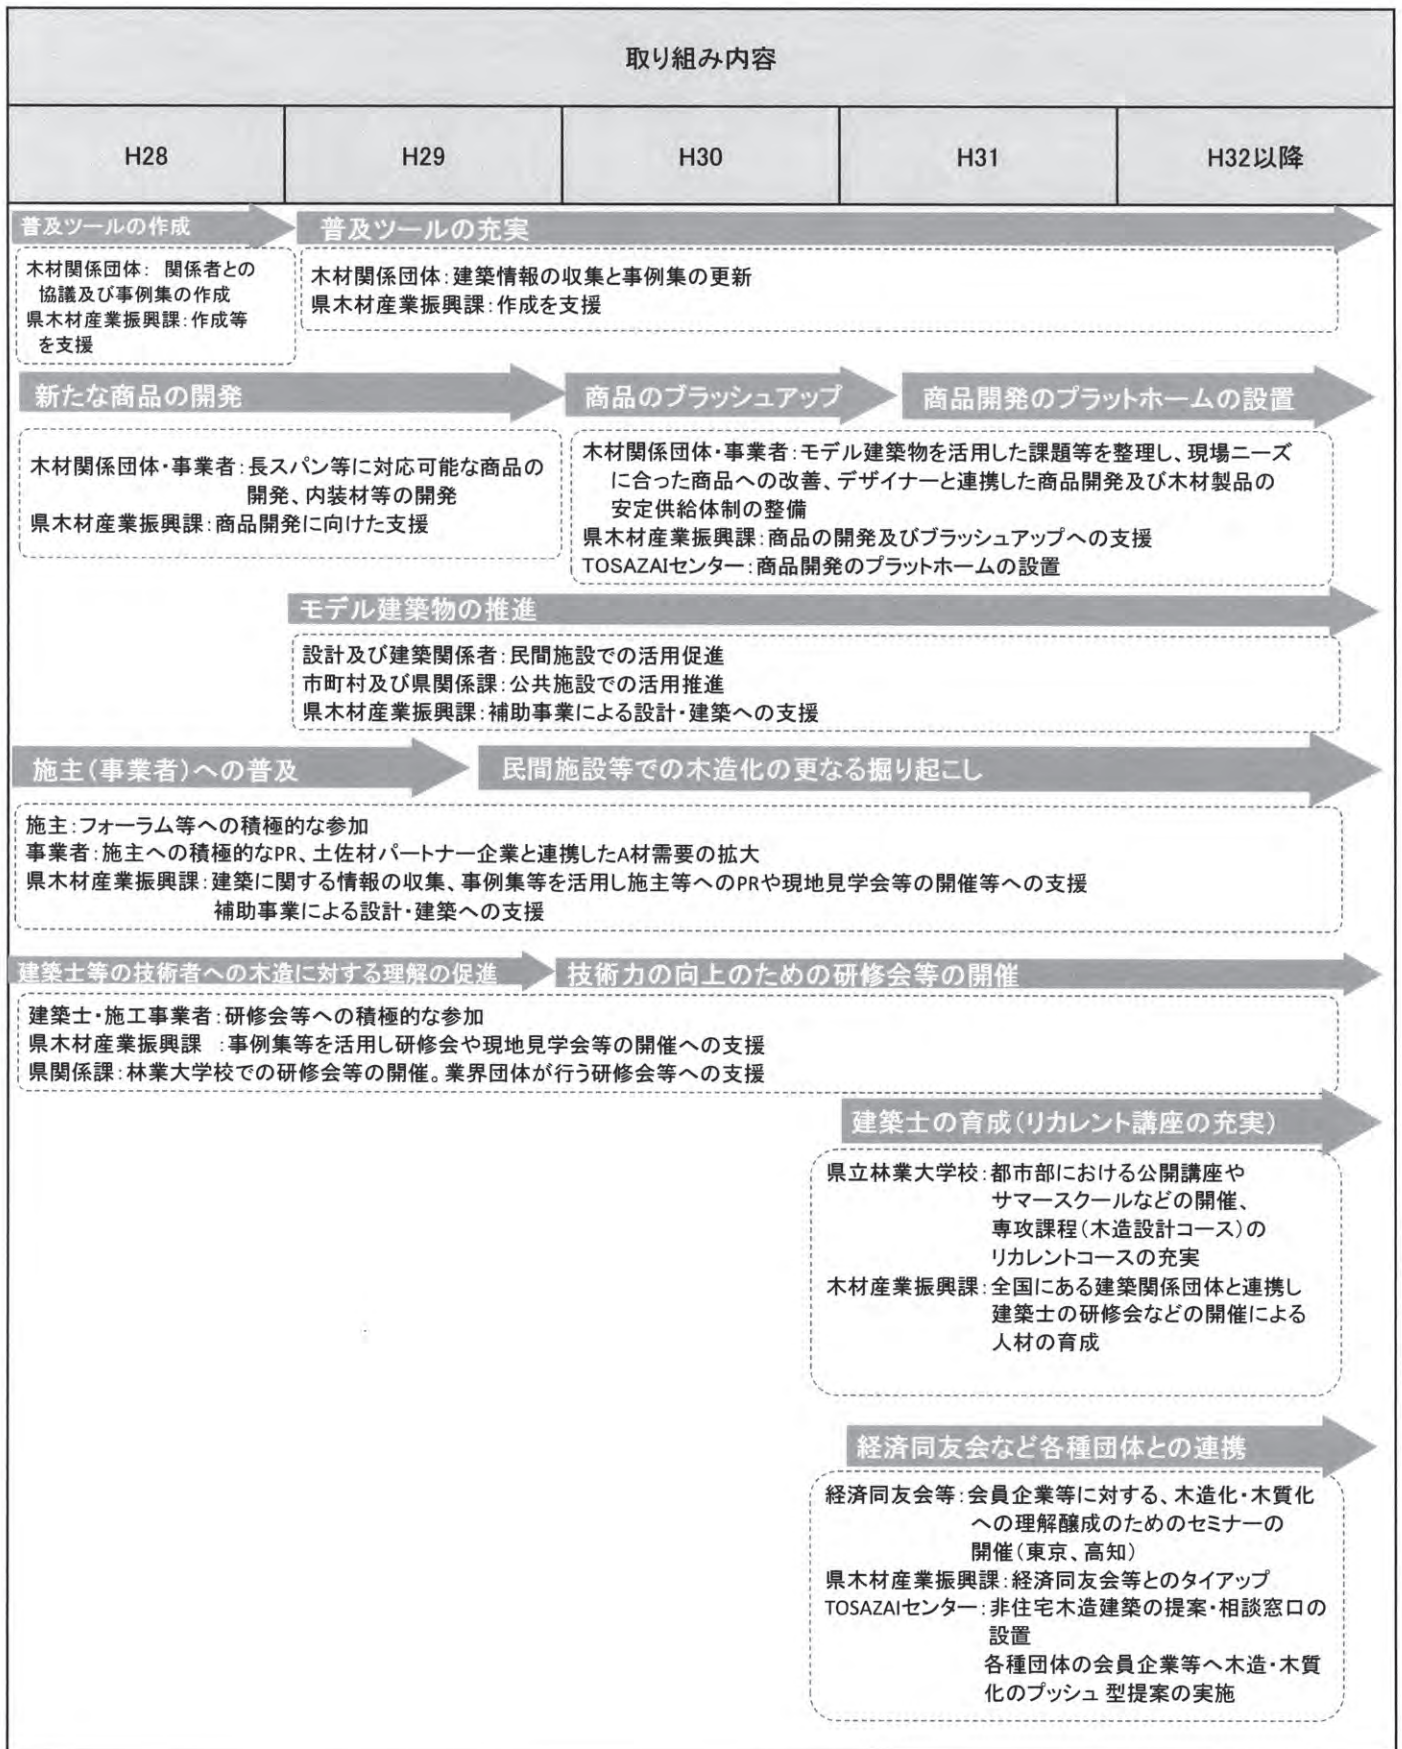 取り組み内容
H28
H29
H30
H31
H32以降
普及ツールの作成
普及ツールの充実
木材関係団体： 関係者との
協議及び事例集の作成
県木材産業振興課：作成等
を支援
木材関係団体：建築情報の収集と事例集の更新
県木材産業振興課：作成を支援
新たな商品の開発
商品のブラッシュアップ
商品開発のプラットホームの設置
木材関係団体・事業者：長スパン等に対応可能な商品の
開発、内装材等の開発
県木材産業振興課：商品開発に向けた支援
木材関係団体・事業者：モデル建築物を活用した課題等を整理し、現場ニーズ
に合った商品への改善、デザイナーと連携した商品開発及び木材製品の
安定供給体制の整備
県木材産業振興課：商品の開発及びブラッシュアップへの支援
TOSAZAIセンター：商品開発のプラットホームの設置
モデル建築物の推進
設計及び建築関係者：民間施設での活用促進
市町村及び県関係課：公共施設での活用推進
県木材産業振興課：補助事業による設計・建築への支援
施主（事業者）への普及
民間施設等での木造化の更なる掘り起こし
施主：フォーラム等への積極的な参加
事業者：施主への積極的なPR、土佐材パートナー企業と連携したA材需要の拡大
県木材産業振興課：建築に関する情報の収集、事例集等を活用し施主等へのPRや現地見学会等の開催等への支援
補助事業による設計・建築への支援
建築士等の技術者への木造に対する理解の促進
技術力の向上のための研修会等の開催
建築士・施工事業者：研修会等への積極的な参加
県木材産業振興課 ：事例集等を活用し研修会や現地見学会等の開催への支援
県関係課：林業大学校での研修会等の開催。業界団体が行う研修会等への支援
建築士の育成（リカレント講座の充実）
県立林業大学校：都市部における公開講座や
サマースクールなどの開催、
専攻課程（木造設計コース）の
リカレントコースの充実
木材産業振興課：全国にある建築関係団体と連携し
建築士の研修会などの開催による
人材の育成
経済同友会など各種団体との連携
経済同友会等：会員企業等に対する、木造化・木質化
への理解醸成のためのセミナーの
開催（東京、高知）
県木材産業振興課：経済同友会等とのタイアップ
TOSAZAIセンター：非住宅木造建築の提案・相談窓口の
設置
各種団体の会員企業等へ木造・木質
化のプッシュ型提案の実施